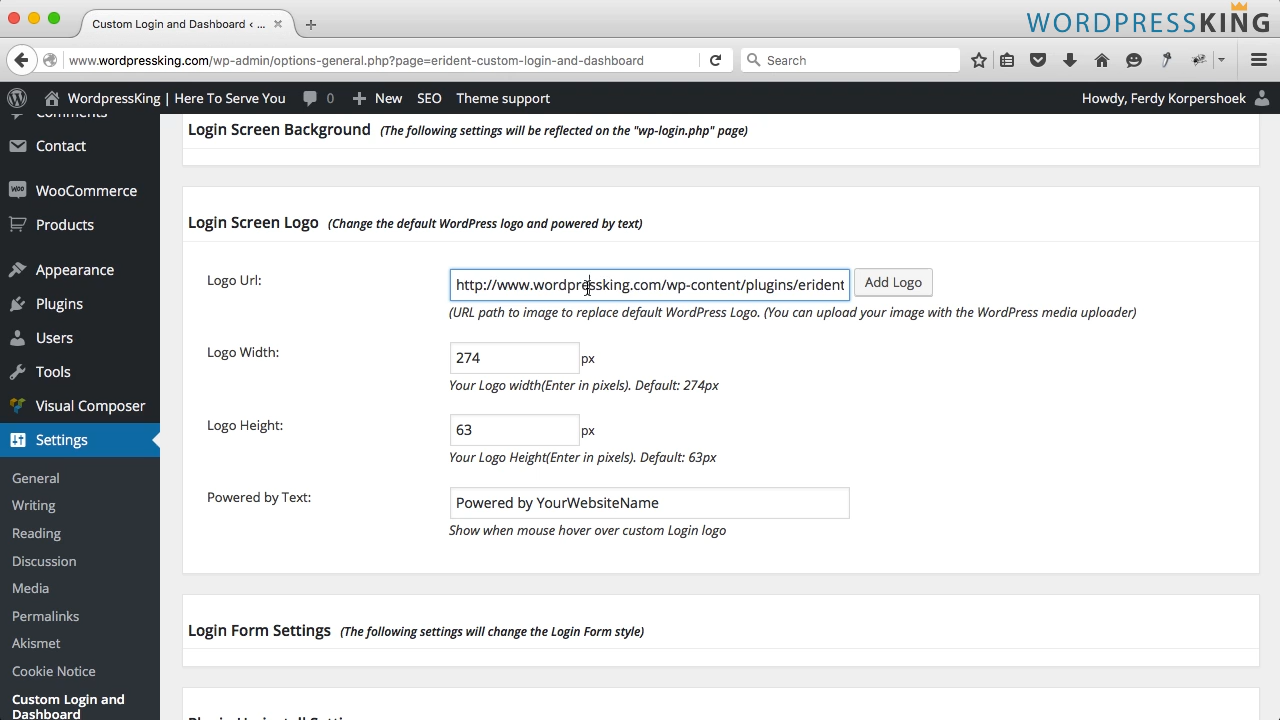 Custom Login and Dashboard ‹ ...
WORDPRESSKING
www.wordpressking.com/wp-admin/options-general.php?page=erident-custom-login-and-dashboard
Search
WordpressKing | Here To Serve You
0
New
SEO
Theme support
Howdy, Ferdy Korpershoek
Comments
Contact
WOO
WooCommerce
Products
Appearance
Plugins
Users
Tools
Visual Composer
Settings
General
Writing
Reading
Discussion
Media
Permalinks
Akismet
Cookie Notice
Custom Login and
Dashboard
Login Screen Background (The following settings will be reflected on the "wp-login.php" page)
Login Screen Logo (Change the default WordPress logo and powered by text)
Logo Url:
http://www.wordpressking.com/wp-content/plugins/erident
Add Logo
(URL path to image to replace default WordPress Logo. (You can upload your image with the WordPress media uploader)
Logo Width:
274
px
Your Logo width(Enter in pixels). Default: 274px
Logo Height:
63
px
Your Logo Height(Enter in pixels). Default: 63px
Powered by Text:
Powered by YourWebsiteName
Show when mouse hover over custom Login logo
Login Form Settings (The following settings will change the Login Form style)